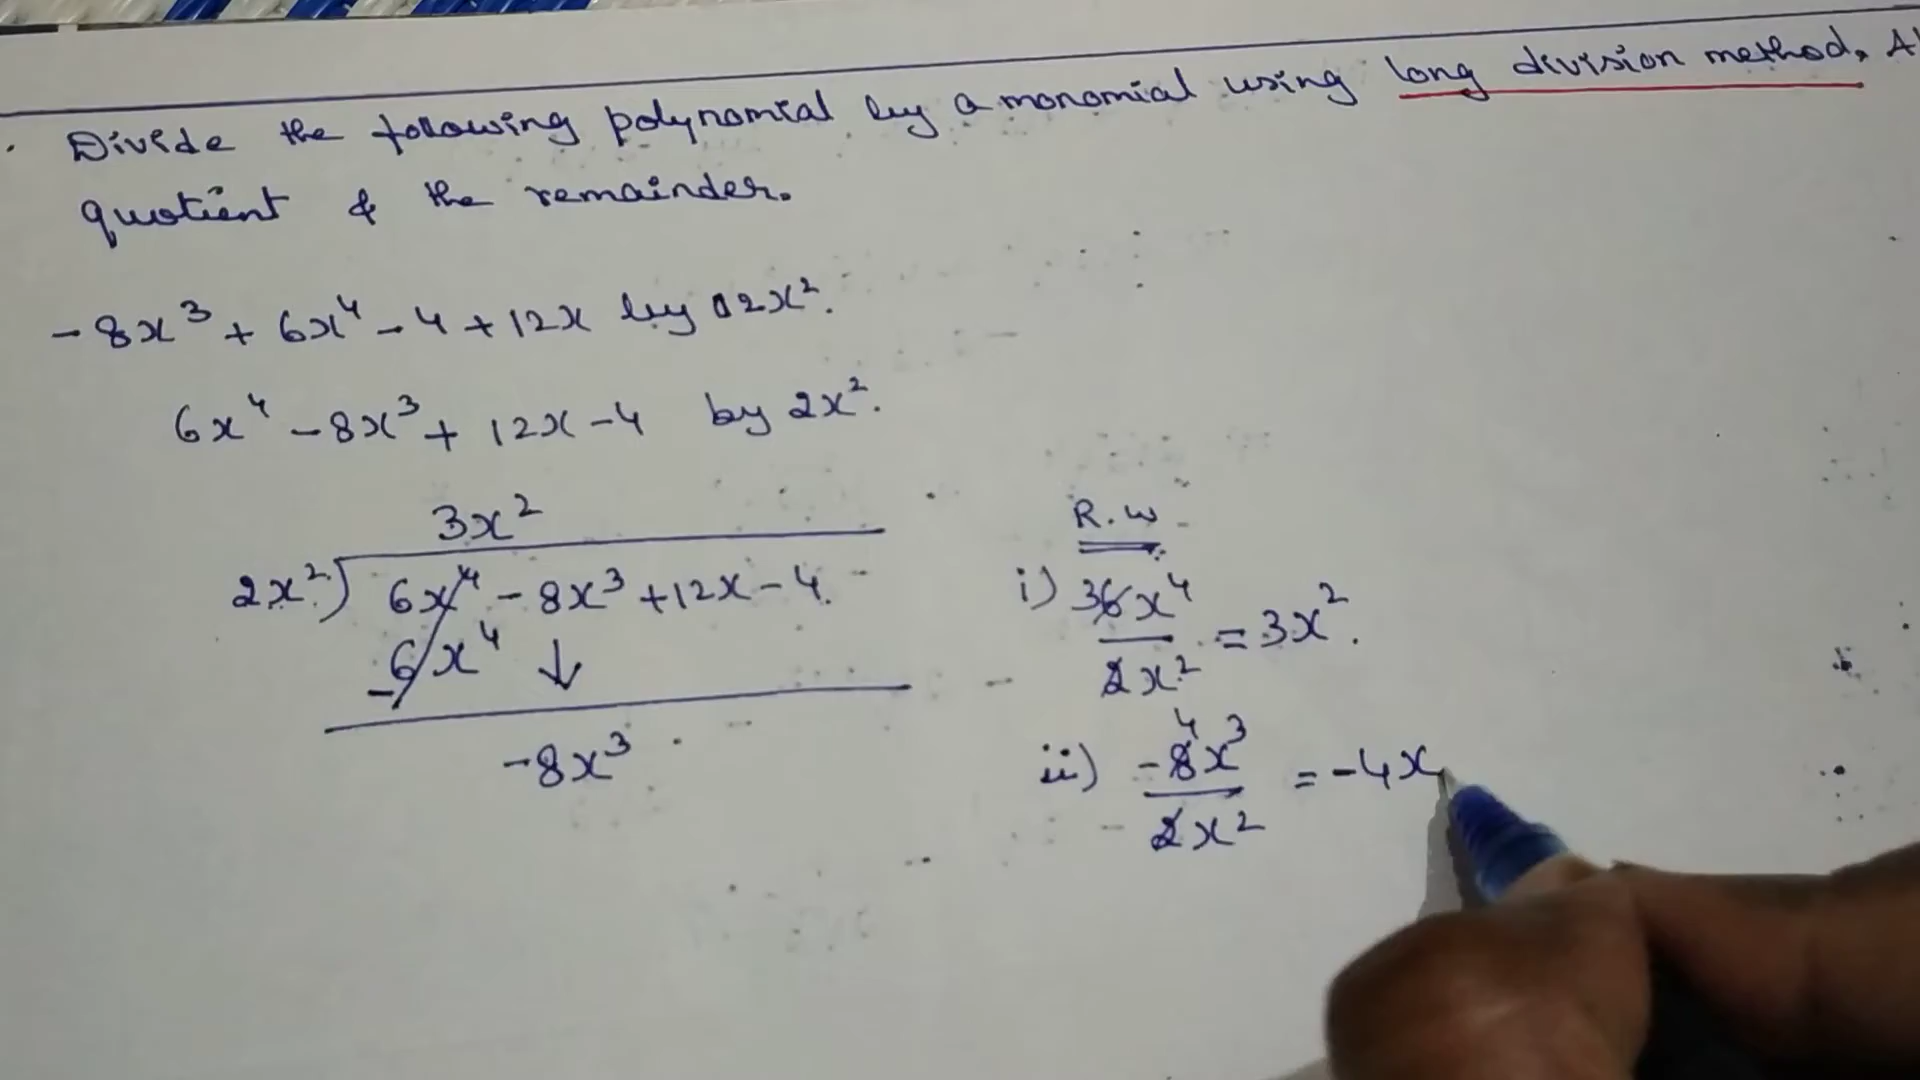 Divide the following polynomial by a monomial using long division method.
quotient & the remainder.
-8x³ + 6x⁴ - 4 + 12x by 2x².
6x⁴ - 8x³ + 12x - 4 by 2x².
3x²
2x²) 6x⁴ - 8x³ + 12x - 4
-6x⁴ ↓
-8x³
R.W
i) 36x⁴
= 3x².
2x²
4
ii) -8x³
= -4x
2x²